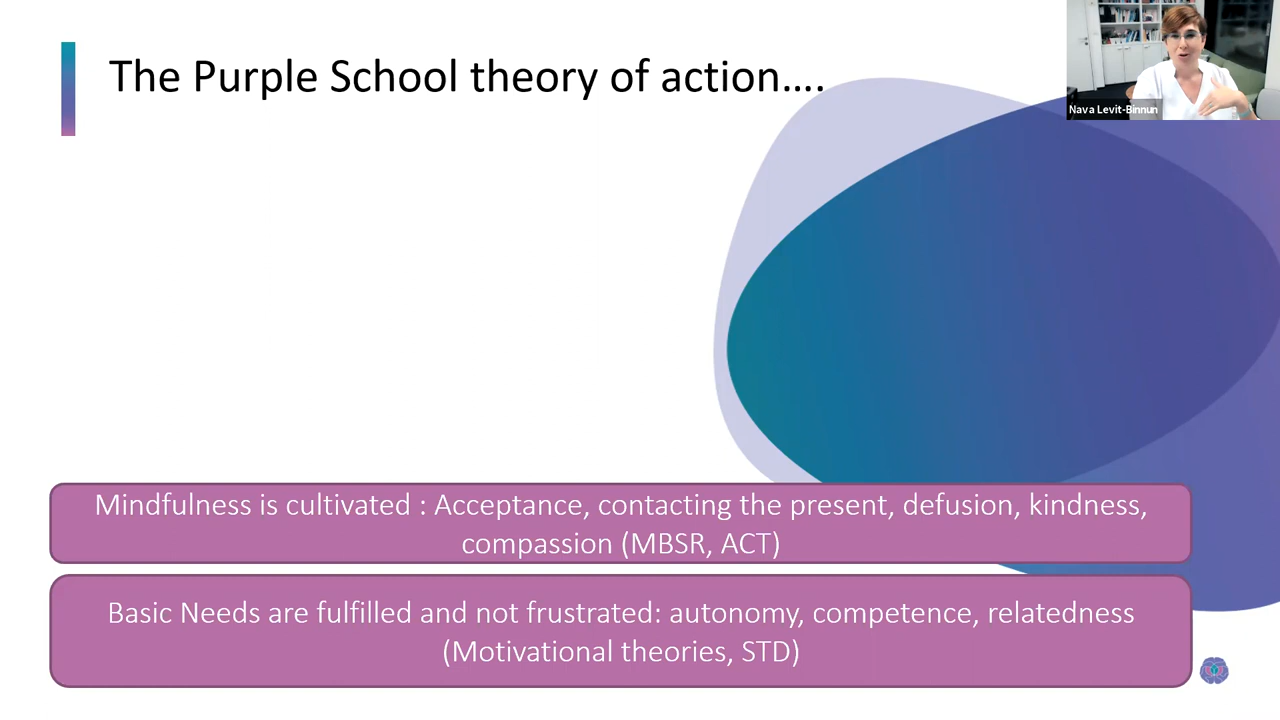 The Purple School theory of action....
Nava Levit-Binnun
Mindfulness is cultivated : Acceptance, contacting the present, defusion, kindness,
compassion (MBSR, ACT)
Basic Needs are fulfilled and not frustrated: autonomy, competence, relatedness
(Motivational theories, STD)